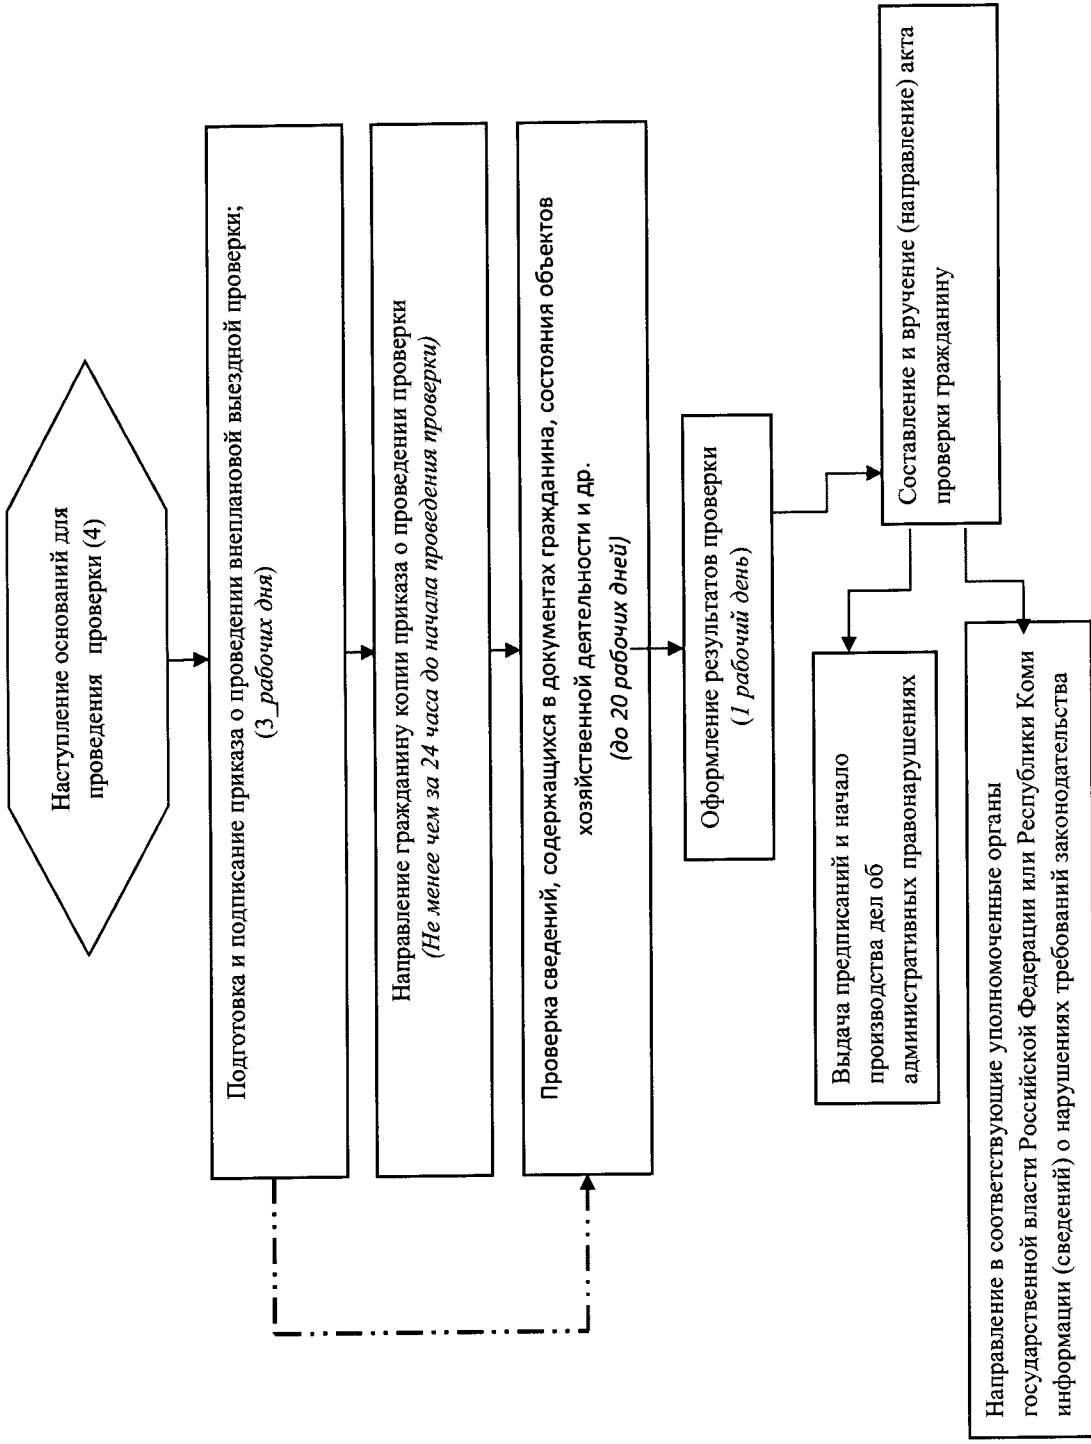 Наступление оснований для
проведения проверки (4)
Подготовка и подписание приказа о проведении внеплановой выездной проверки;
(3_рабочих дня)
Направление гражданину копии приказа о проведении проверки
(Не менее чем за 24 часа до начала проведения проверки)
Проверка сведений, содержащихся в документах гражданина, состояния объектов
хозяйственной деятельности и др.
(до 20 рабочих дней)
Оформление результатов проверки
(1 рабочий день)
Составление и вручение (направление) акта
проверки гражданину
Выдача предписаний и начало
производства дел об
административных правонарушениях
Направление в соответствующие уполномоченные органы
государственной власти Российской Федерации или Республики Коми
информации (сведений) о нарушениях требований законодательства